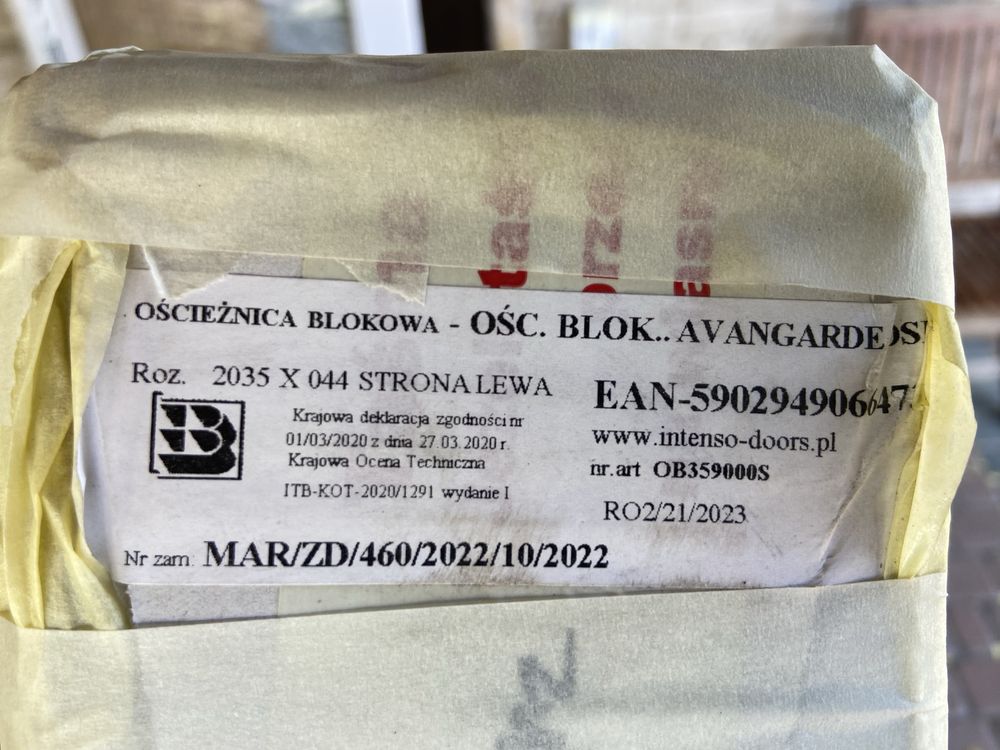 tas
OŚCIEŻNICA BLOKOWA - OŚC. BLOK.. AVANGARDE
Roz. 2035 X 044 STRONA LEWA
EAN-590294906647
B
Krajowa deklaracja zgodności nr
01/03/2020 z dnia 27.03.2020 r.
Krajowa Ocena Techniczna
ITB-KOT-2020/1291 wydanie I
www.intenso-doors.pl
nr.art OB359000S
RO2/21/2023
Nr zam: MAR/ZD/460/2022/10/2022